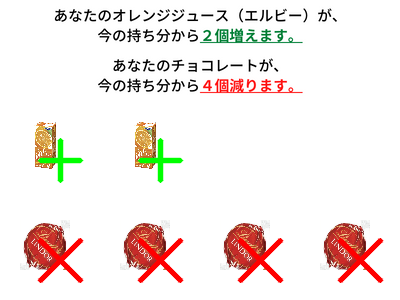 あなたのオレンジジュース（エルビー）が、
今の持ち分から２個増えます。
あなたのチョコレートが、
今の持ち分から４個減ります。
LINDOR
LINDOR
LINDOR
LINDOR